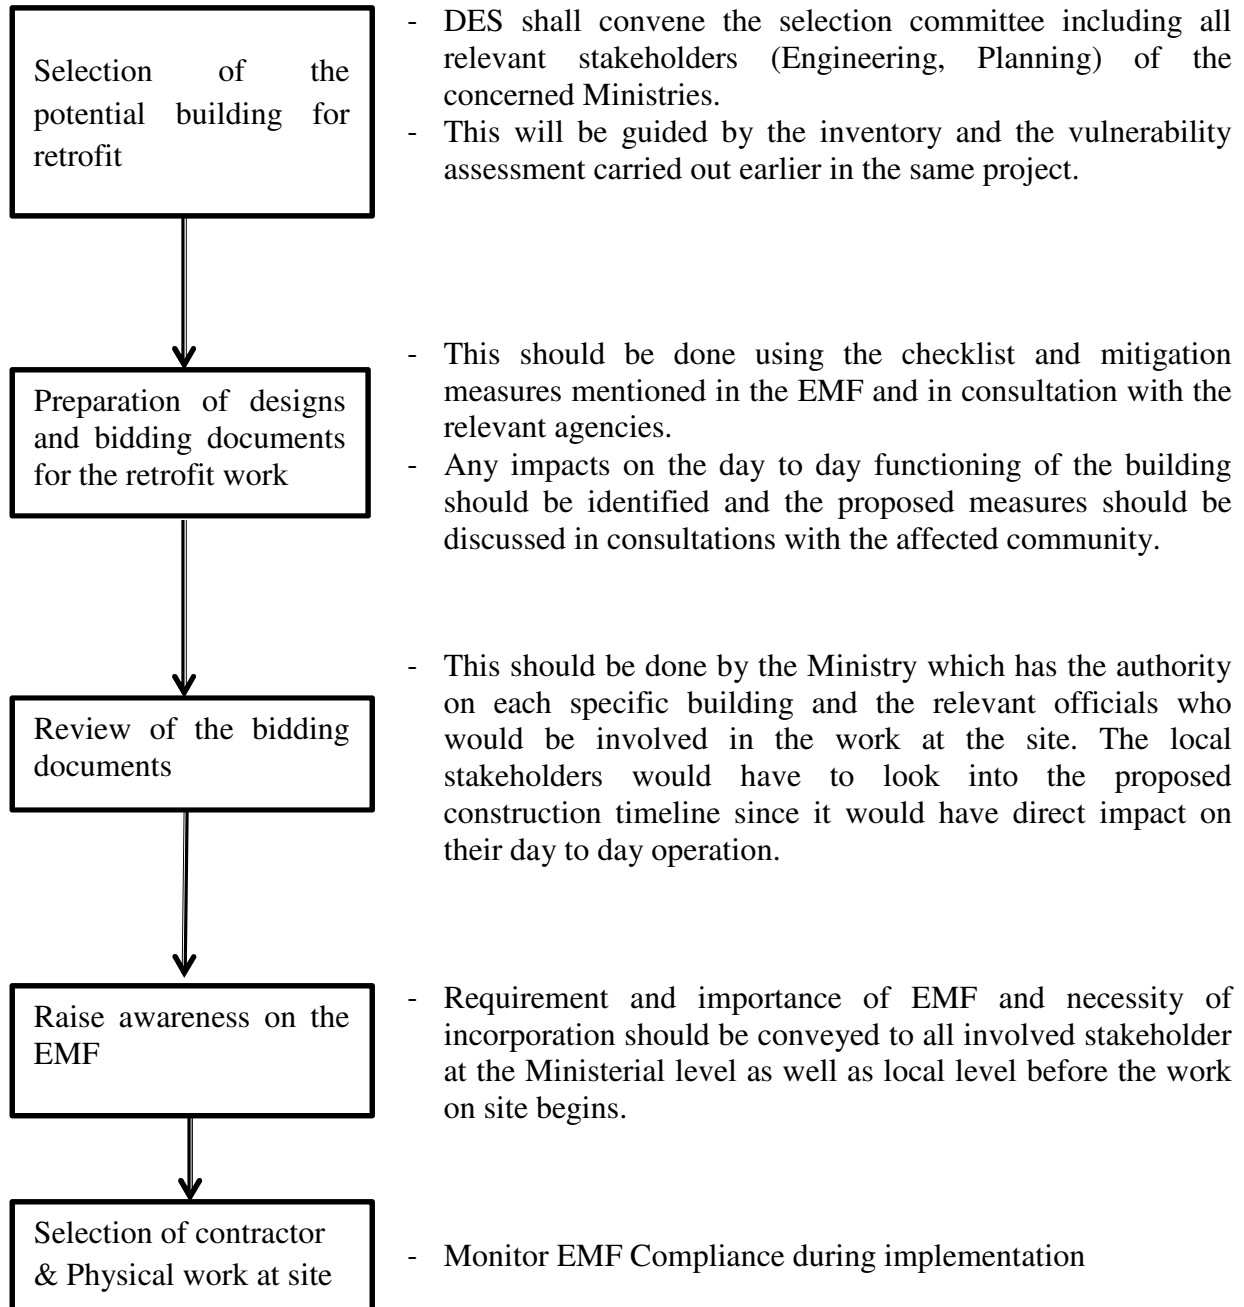 Selection of the
potential building for
retrofit
- DES shall convene the selection committee including all
relevant stakeholders (Engineering, Planning) of the
concerned Ministries.
- This will be guided by the inventory and the vulnerability
assessment carried out earlier in the same project.
Preparation of designs
and bidding documents
for the retrofit work
- This should be done using the checklist and mitigation
measures mentioned in the EMF and in consultation with the
relevant agencies.
- Any impacts on the day to day functioning of the building
should be identified and the proposed measures should be
discussed in consultations with the affected community.
Review of the bidding
documents
- This should be done by the Ministry which has the authority
on each specific building and the relevant officials who
would be involved in the work at the site. The local
stakeholders would have to look into the proposed
construction timeline since it would have direct impact on
their day to day operation.
Raise awareness on the
EMF
- Requirement and importance of EMF and necessity of
incorporation should be conveyed to all involved stakeholder
at the Ministerial level as well as local level before the work
on site begins.
Selection of contractor
& Physical work at site
- Monitor EMF Compliance during implementation